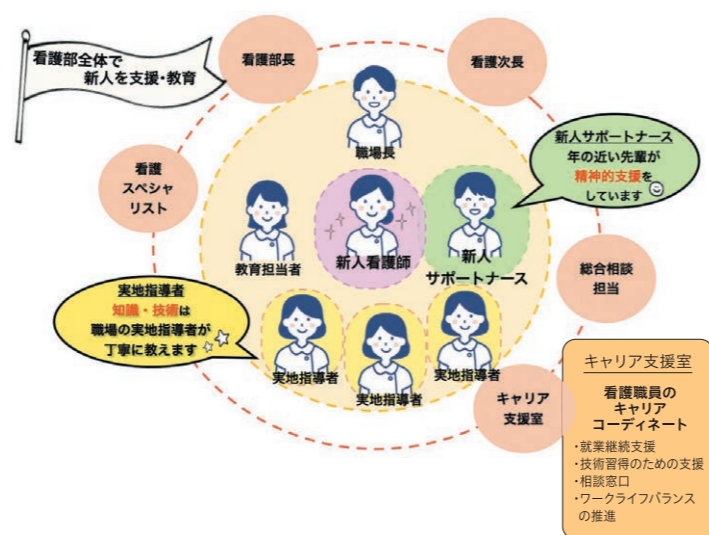 看護部全体で
新人を支援・教育
看護部長
看護次長
職場長
新人サポートナース
年の近い先輩が
精神的支援を
しています
看護
スペシャ
リスト
教育担当者
新人看護師
新人
サポートナース
総合相談
担当
実地指導者
知識・技術は
職場の実地指導者が
丁寧に教えます
実地指導者
実地指導者
実地指導者
キャリア
支援室
キャリア支援室
看護職員の
キャリア
コーディネート
・就業継続支援
・技術習得のための支援
・相談窓口
・ワークライフバランス
の推進